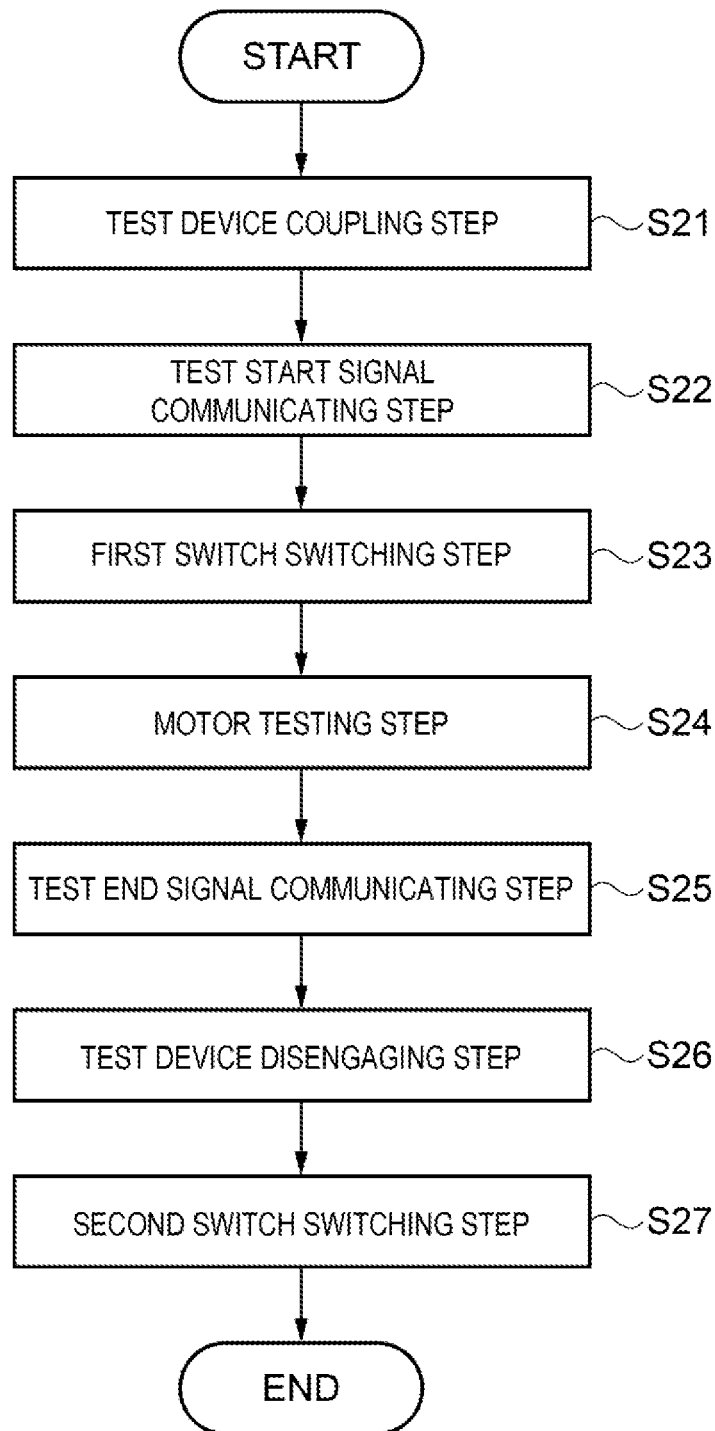 START
TEST DEVICE COUPLING STEP
S21
TEST START SIGNAL
COMMUNICATING STEP
S22
FIRST SWITCH SWITCHING STEP
S23
MOTOR TESTING STEP
S24
TEST END SIGNAL COMMUNICATING STEP
S25
TEST DEVICE DISENGAGING STEP
S26
SECOND SWITCH SWITCHING STEP
S27
END